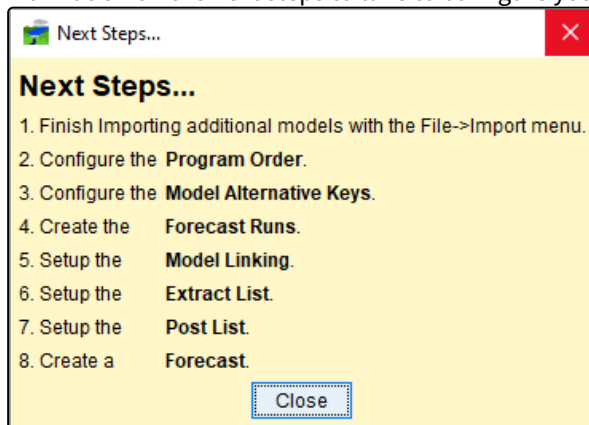 Next Steps...
Next Steps...
1. Finish Importing additional models with the File->Import menu.
2. Configure the Program Order.
3. Configure the Model Alternative Keys.
4. Create the Forecast Runs.
5. Setup the Model Linking.
6. Setup the Extract List.
7. Setup the Post List.
8. Create a Forecast.
Close